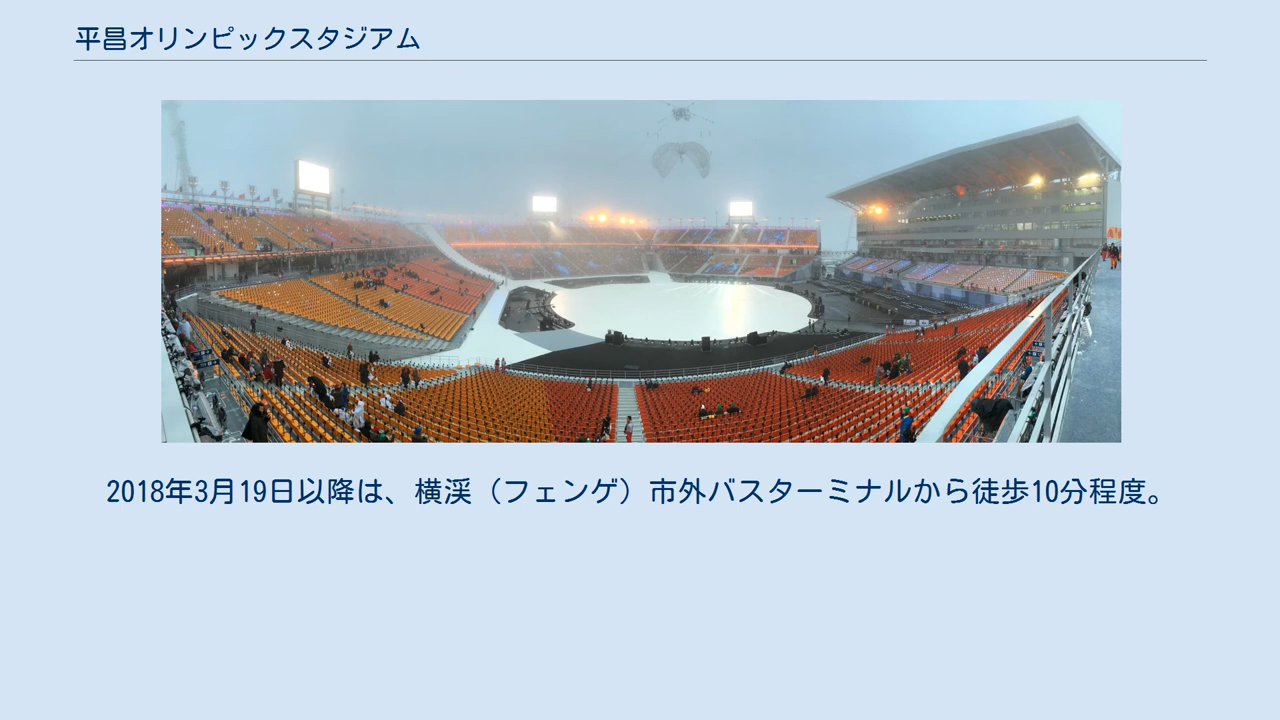 平昌オリンピックスタジアム
2018年3月19日以降は、横渓（フェンゲ）市外バスターミナルから徒歩10分程度。